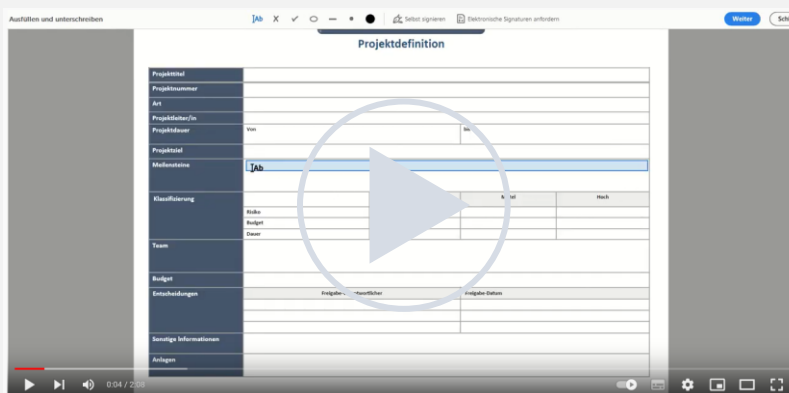 Ausfüllen und unterschreiben
Ab
Selbst signieren
Elektronische Signaturen anfordern
Weiter
Projektdefinition
Projekttitel
Projektnummer
Art
Projektleiter/in
Projektdauer
Von
Projektziel
Meilensteine
Ab
Klassifizierung
Hoch
Risiko
Budget
Dauer
Team
Budget
Entscheidungen
Freigabe-Datum
Sonstige Informationen
Anlagen
0:04 / 2:08